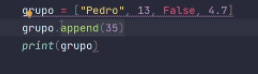 grupo = ["Pedro", 13, False, 4.7]
grupo.append(35)
print(grupo)